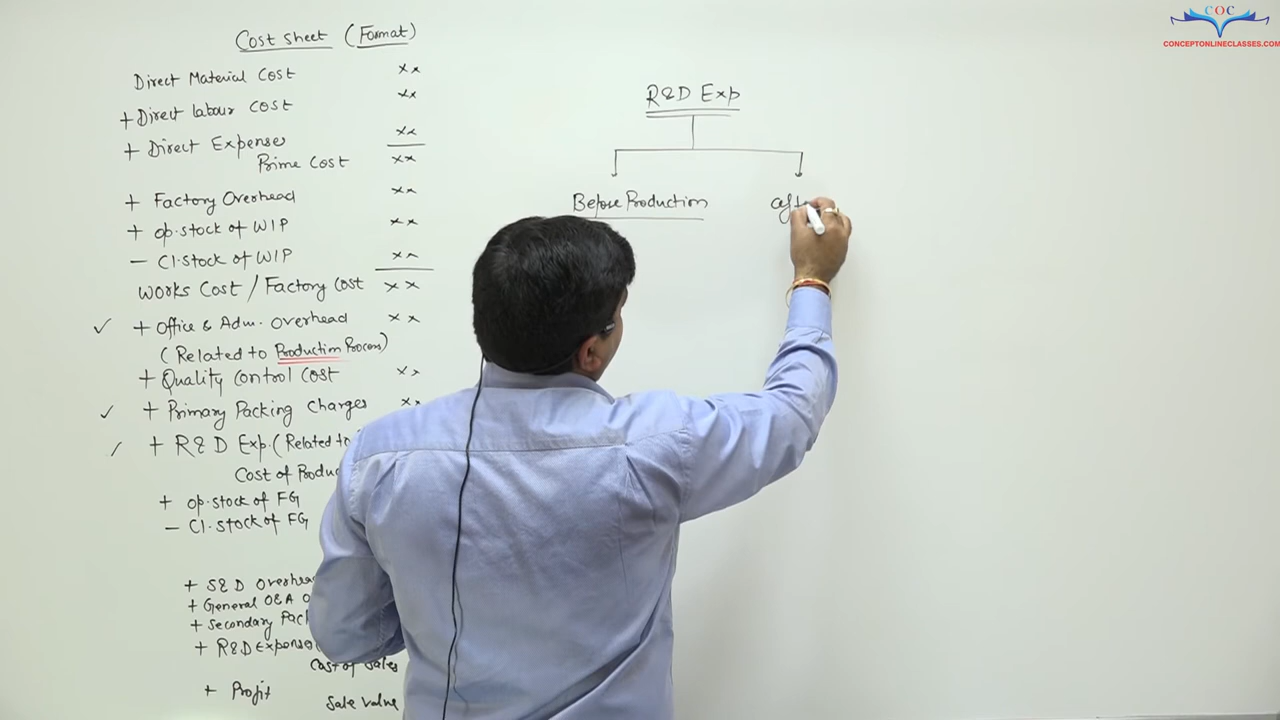 COC
CONCEPTONLINECLASSES.COM
Cost sheet (Format)
Direct Material Cost xx
+ Direct labour cost xx
+ Direct Expenses xx
Prime Cost xx
+ Factory Overhead xx
+ op. stock of WIP xx
- Cl. stock of WIP xx
Works Cost / Factory cost xx
✓ + Office & Adm. Overhead xx
(Related to Production Process)
+ Quality control cost xx
✓ + Primary Packing Charges xx
+ R&D Exp. (Related to
Cost of Produc
+ op. stock of FG
- Cl. stock of FG
+ S&D Overhea
+ General O&A O
+ Secondary Pack
+ R&D Expenses
Cost of Sales
+ Profit
Sale Value
R&D Exp
Before Production aft